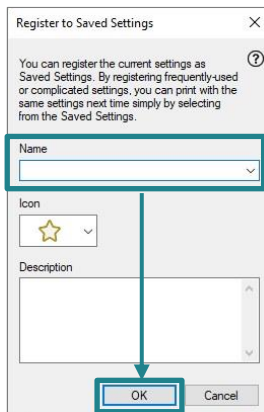 Register to Saved Settings
You can register the current settings as
Saved Settings. By registering frequently-used
or complicated settings, you can print with the
same settings next time simply by selecting
from the Saved Settings.
Name
Icon
Description
OK
Cancel